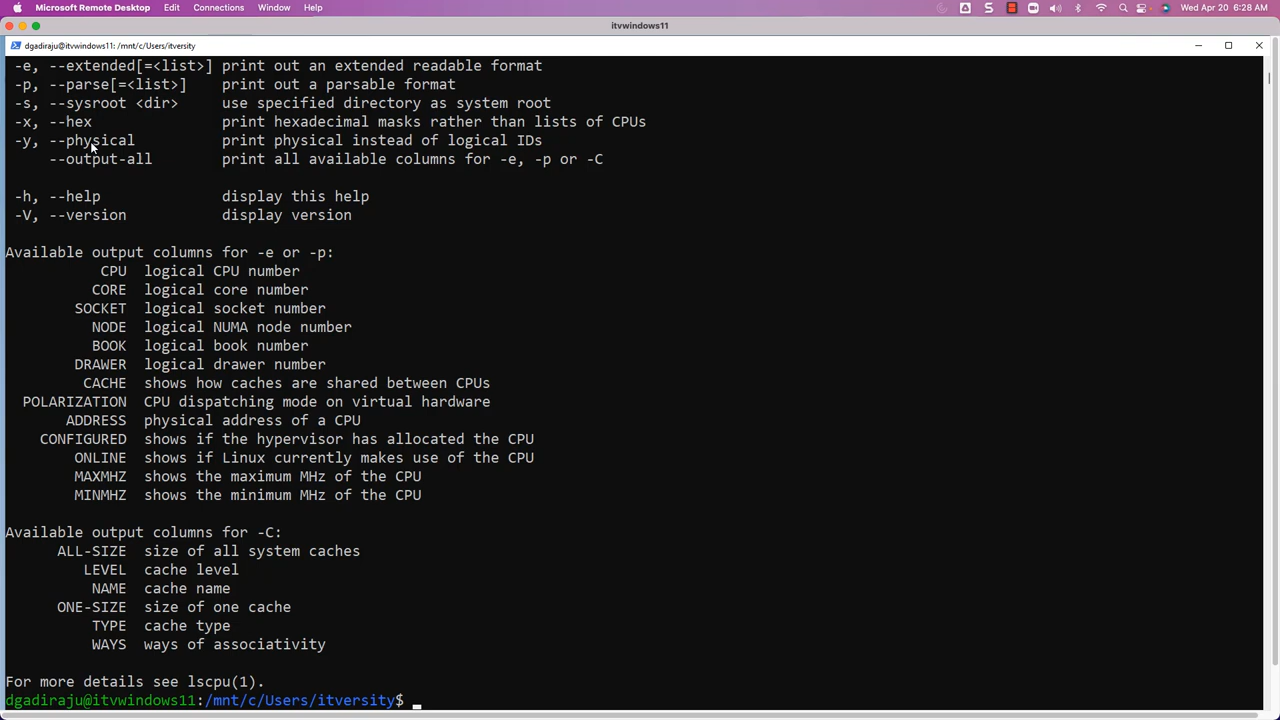 Microsoft Remote Desktop Edit Connections Window Help Wed Apr 20 6:28 AM
itvwindows11
dgadiraju@itvwindows11: /mnt/c/Users/itversity
-e, --extended[=<list>] print out an extended readable format
-p, --parse[=<list>] print out a parsable format
-s, --sysroot <dir> use specified directory as system root
-x, --hex print hexadecimal masks rather than lists of CPUs
-y, --physical print physical instead of logical IDs
--output-all print all available columns for -e, -p or -C
-h, --help display this help
-V, --version display version
Available output columns for -e or -p:
CPU logical CPU number
CORE logical core number
SOCKET logical socket number
NODE logical NUMA node number
BOOK logical book number
DRAWER logical drawer number
CACHE shows how caches are shared between CPUs
POLARIZATION CPU dispatching mode on virtual hardware
ADDRESS physical address of a CPU
CONFIGURED shows if the hypervisor has allocated the CPU
ONLINE shows if Linux currently makes use of the CPU
MAXMHZ shows the maximum MHz of the CPU
MINMHZ shows the minimum MHz of the CPU
Available output columns for -C:
ALL-SIZE size of all system caches
LEVEL cache level
NAME cache name
ONE-SIZE size of one cache
TYPE cache type
WAYS ways of associativity
For more details see lscpu(1).
dgadiraju@itvwindows11:/mnt/c/Users/itversity$